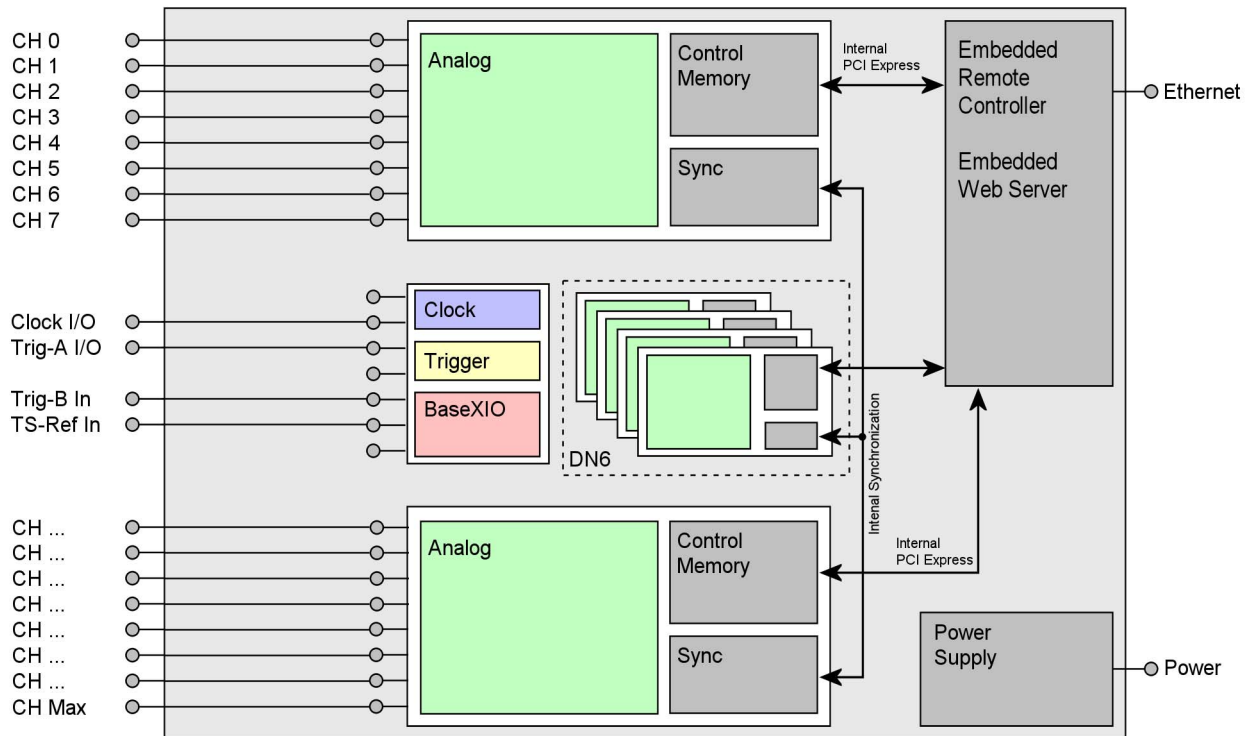 CH 0
CH 1
CH 2
CH 3
CH 4
CH 5
CH 6
CH 7
Analog
Control
Memory
Sync
Internal
PCI Express
Embedded
Remote
Controller
Embedded
Web Server
Ethernet
Clock I/O
Trig-A I/O
Trig-B In
TS-Ref In
Clock
Trigger
BaseXIO
DN6
Intenal Synchronization
CH ...
CH ...
CH ...
CH ...
CH ...
CH ...
CH ...
CH Max
Analog
Control
Memory
Sync
Internal
PCI Express
Power
Supply
Power